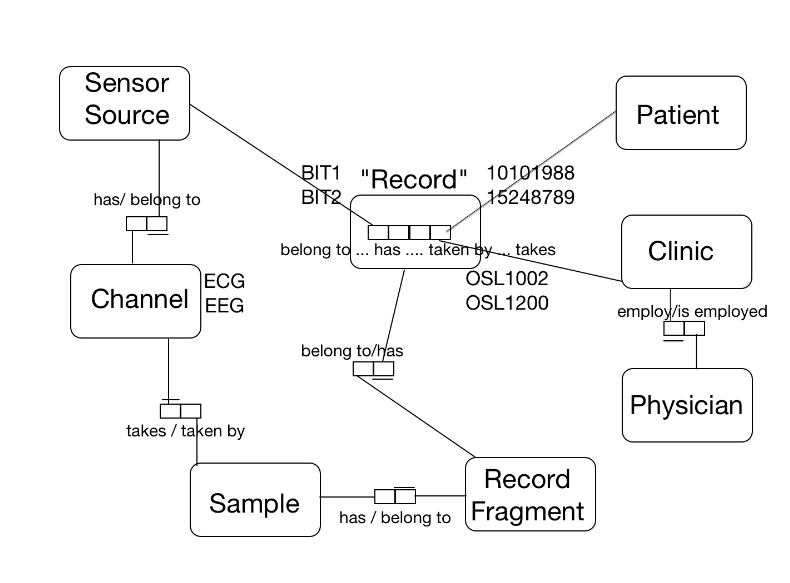 Sensor
Source
Patient
BIT1
BIT2
"Record"
10101988
15248789
has/ belong to
belong to ... has .... taken by ... takes
Clinic
Channel
ECG
EEG
OSL1002
OSL1200
employ/is employed
belong to/has
Physician
takes / taken by
Sample
has / belong to
Record
Fragment